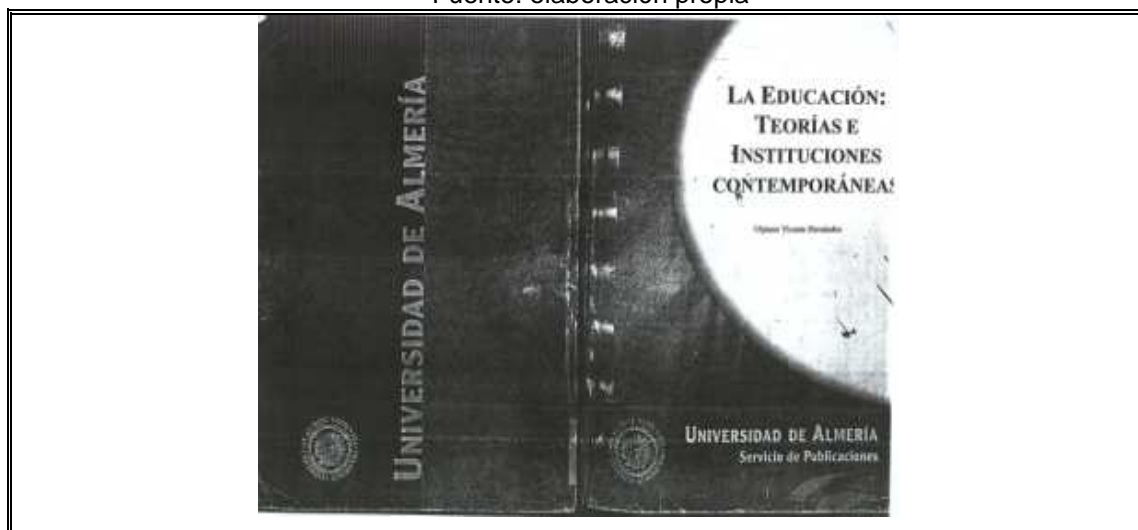 Fuente: elaboración propia
UNIVERSIDAD DE ALMERÍA
LA EDUCACIÓN:
TEORÍAS E
INSTITUCIONES
CONTEMPORÁNEAS
UNIVERSIDAD DE ALMERÍA
Servicio de Publicaciones